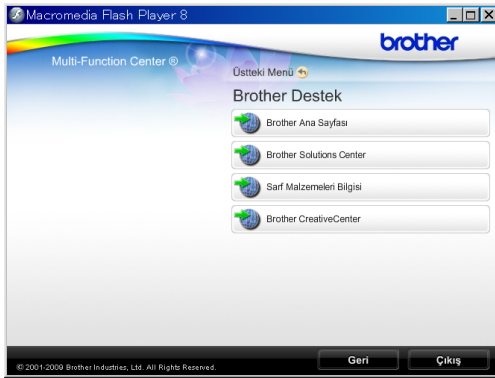 Macromedia Flash Player 8
brother
Multi-Function Center ®
Üstteki Menü
Brother Destek
Brother Ana Sayfası
Brother Solutions Center
Sarf Malzemeleri Bilgisi
Brother CreativeCenter
Geri
Çıkış
© 2001-2009 Brother Industries, Ltd. All Rights Reserved.